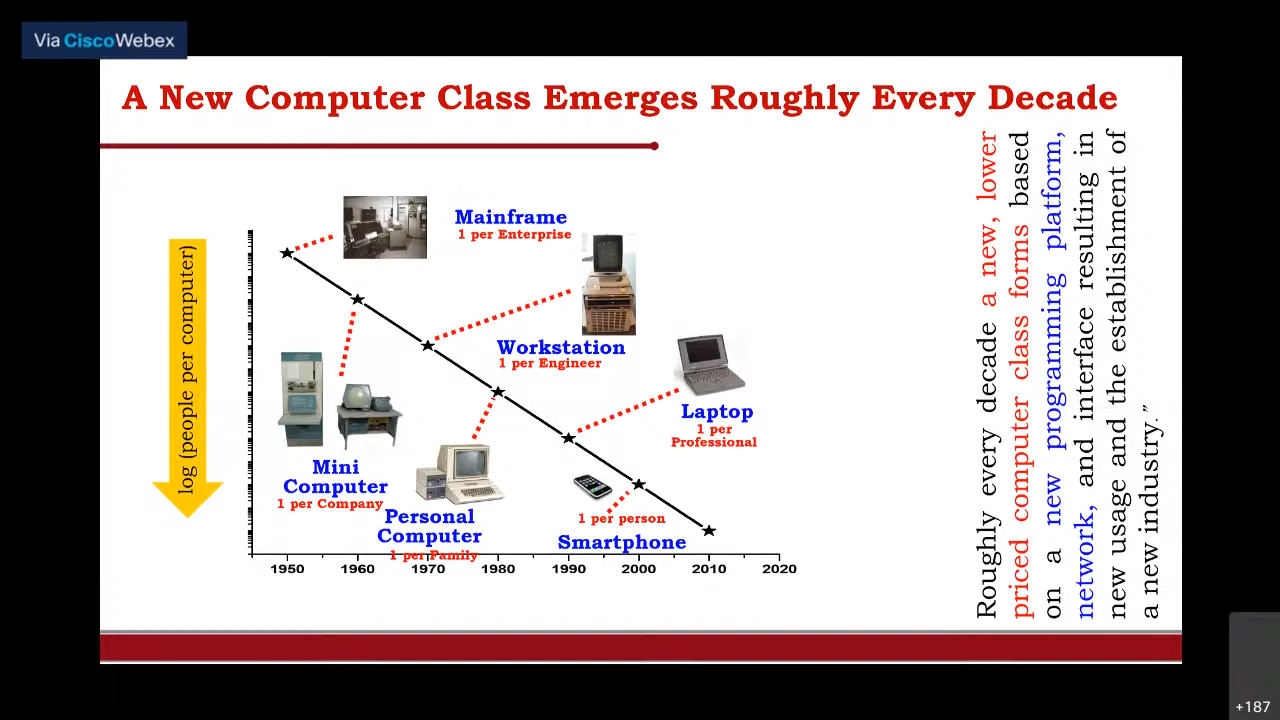 Via CiscoWebex
A New Computer Class Emerges Roughly Every Decade
log (people per computer)
Mainframe
1 per Enterprise
Workstation
1 per Engineer
Laptop
1 per
Professional
Mini
Computer
1 per Company
Personal
Computer
1 per Family
1 per person
Smartphone
1950 1960 1970 1980 1990 2000 2010 2020
Roughly every decade a new, lower
priced computer class forms based
on a new programming platform,
network, and interface resulting in
new usage and the establishment of
a new industry.”
+187